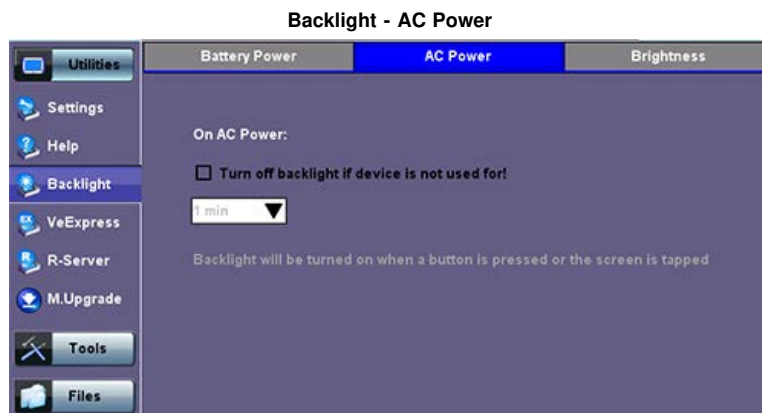 Backlight - AC Power
Utilities
Battery Power
AC Power
Brightness
Settings
Help
Backlight
VeExpress
R-Server
M.Upgrade
Tools
Files
On AC Power:
Turn off backlight if device is not used for!
1 min
Backlight will be turned on when a button is pressed or the screen is tapped